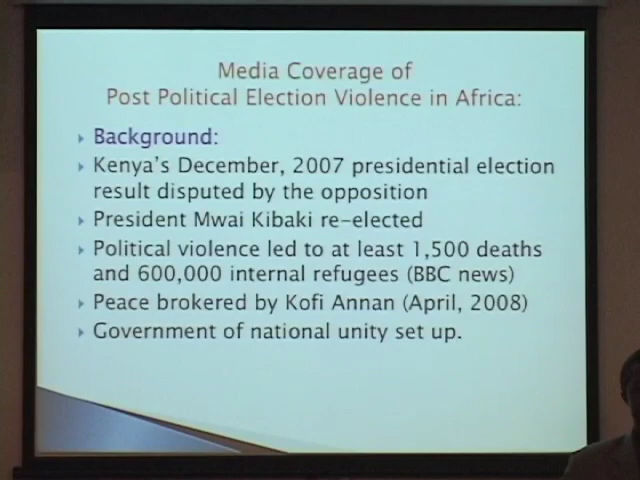 Media Coverage of
Post Political Election Violence in Africa:
Background:
Kenya's December, 2007 presidential election
result disputed by the opposition
President Mwai Kibaki re-elected
Political violence led to at least 1,500 deaths
and 600,000 internal refugees (BBC news)
Peace brokered by Kofi Annan (April, 2008)
Government of national unity set up.